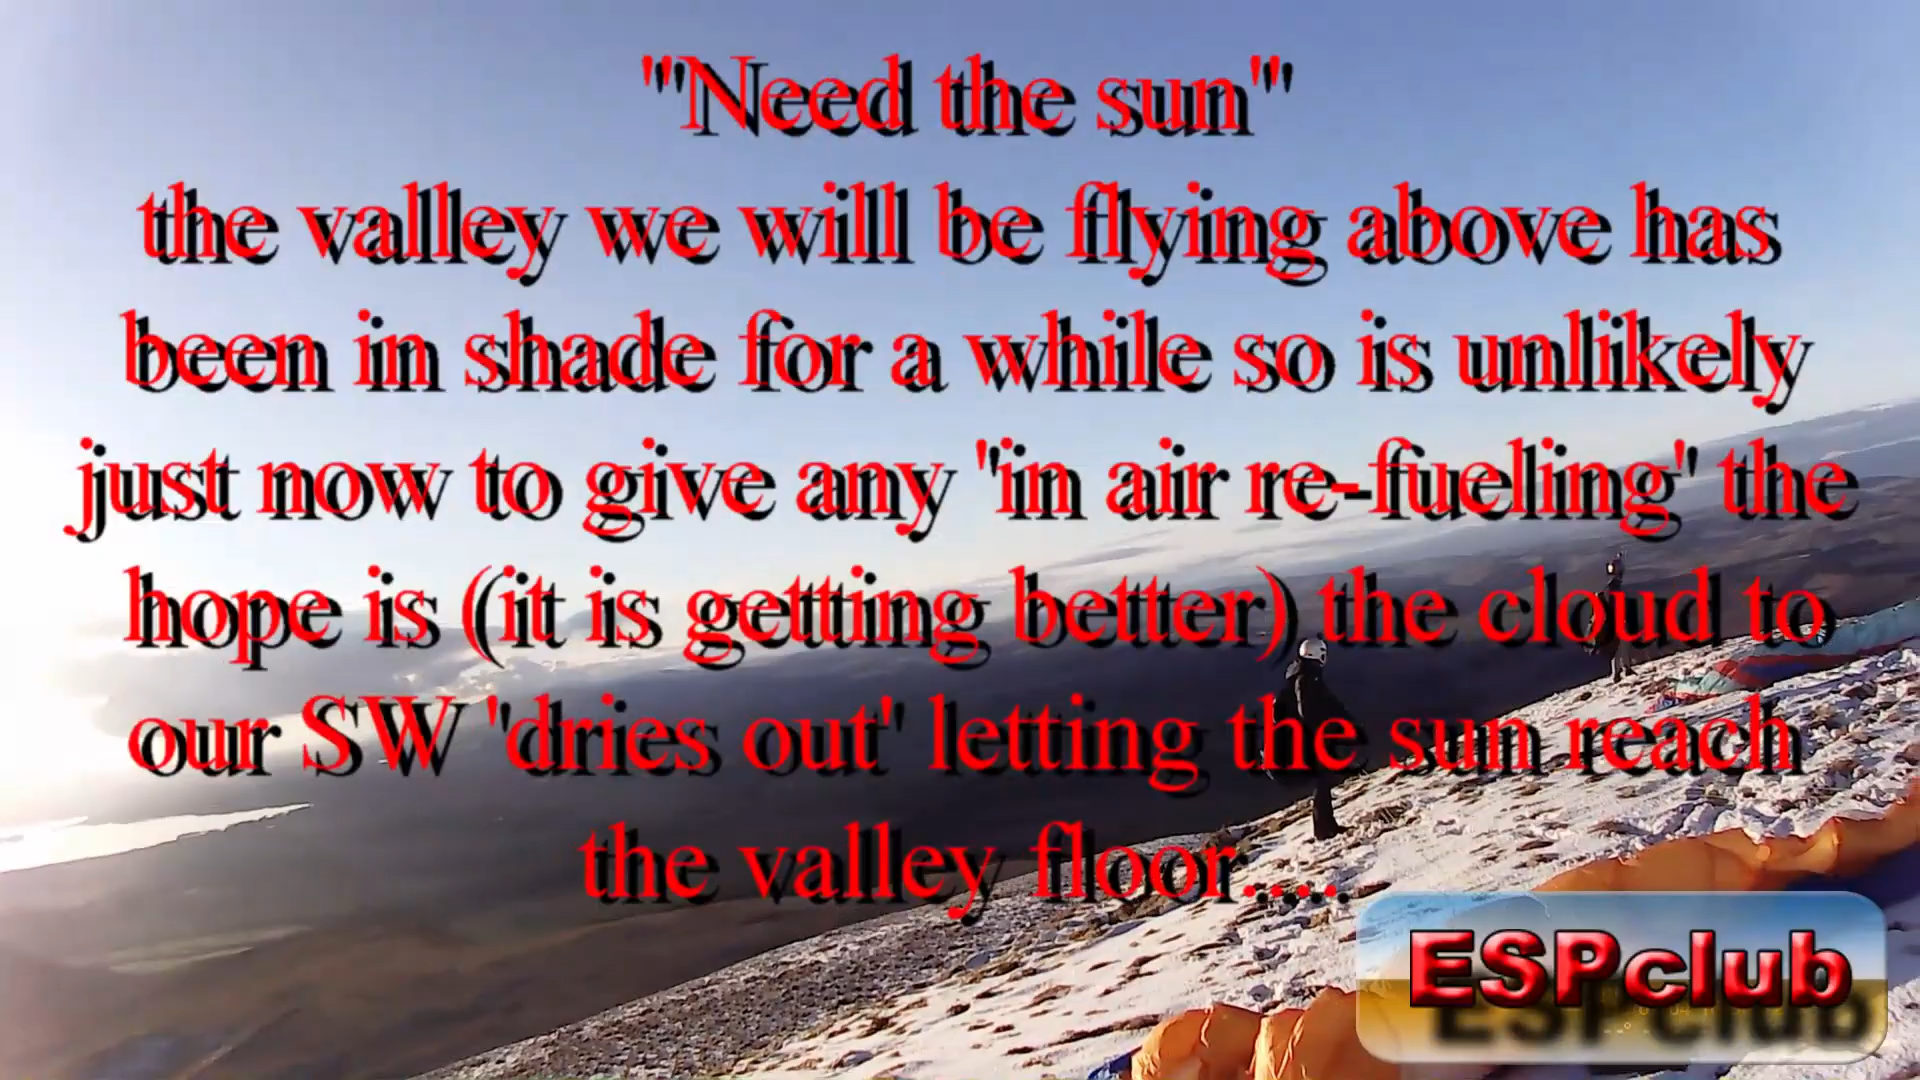 "Need the sun"
the valley we will be flying above has
been in shade for a while so is unlikely
just now to give any "in air re-fueling' the
hope is (it is getting better) the cloud to
our SW 'dries out' letting the sun reach
the valley floor....
ESPclub